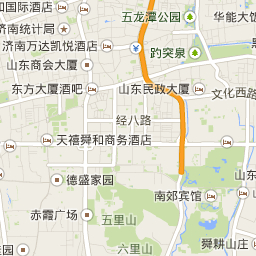 五龙潭公园
和国际酒店
华能大饭
济南统计局
济南万达凯悦酒店
趵突泉
山东商会大厦
东方大厦酒吧
山东民政大厦
文化西路
经八路
天禧舜和商务酒店
山东
德盛家园
南郊宾馆
赤霞广场
五里山
舜耕山庄
六里山